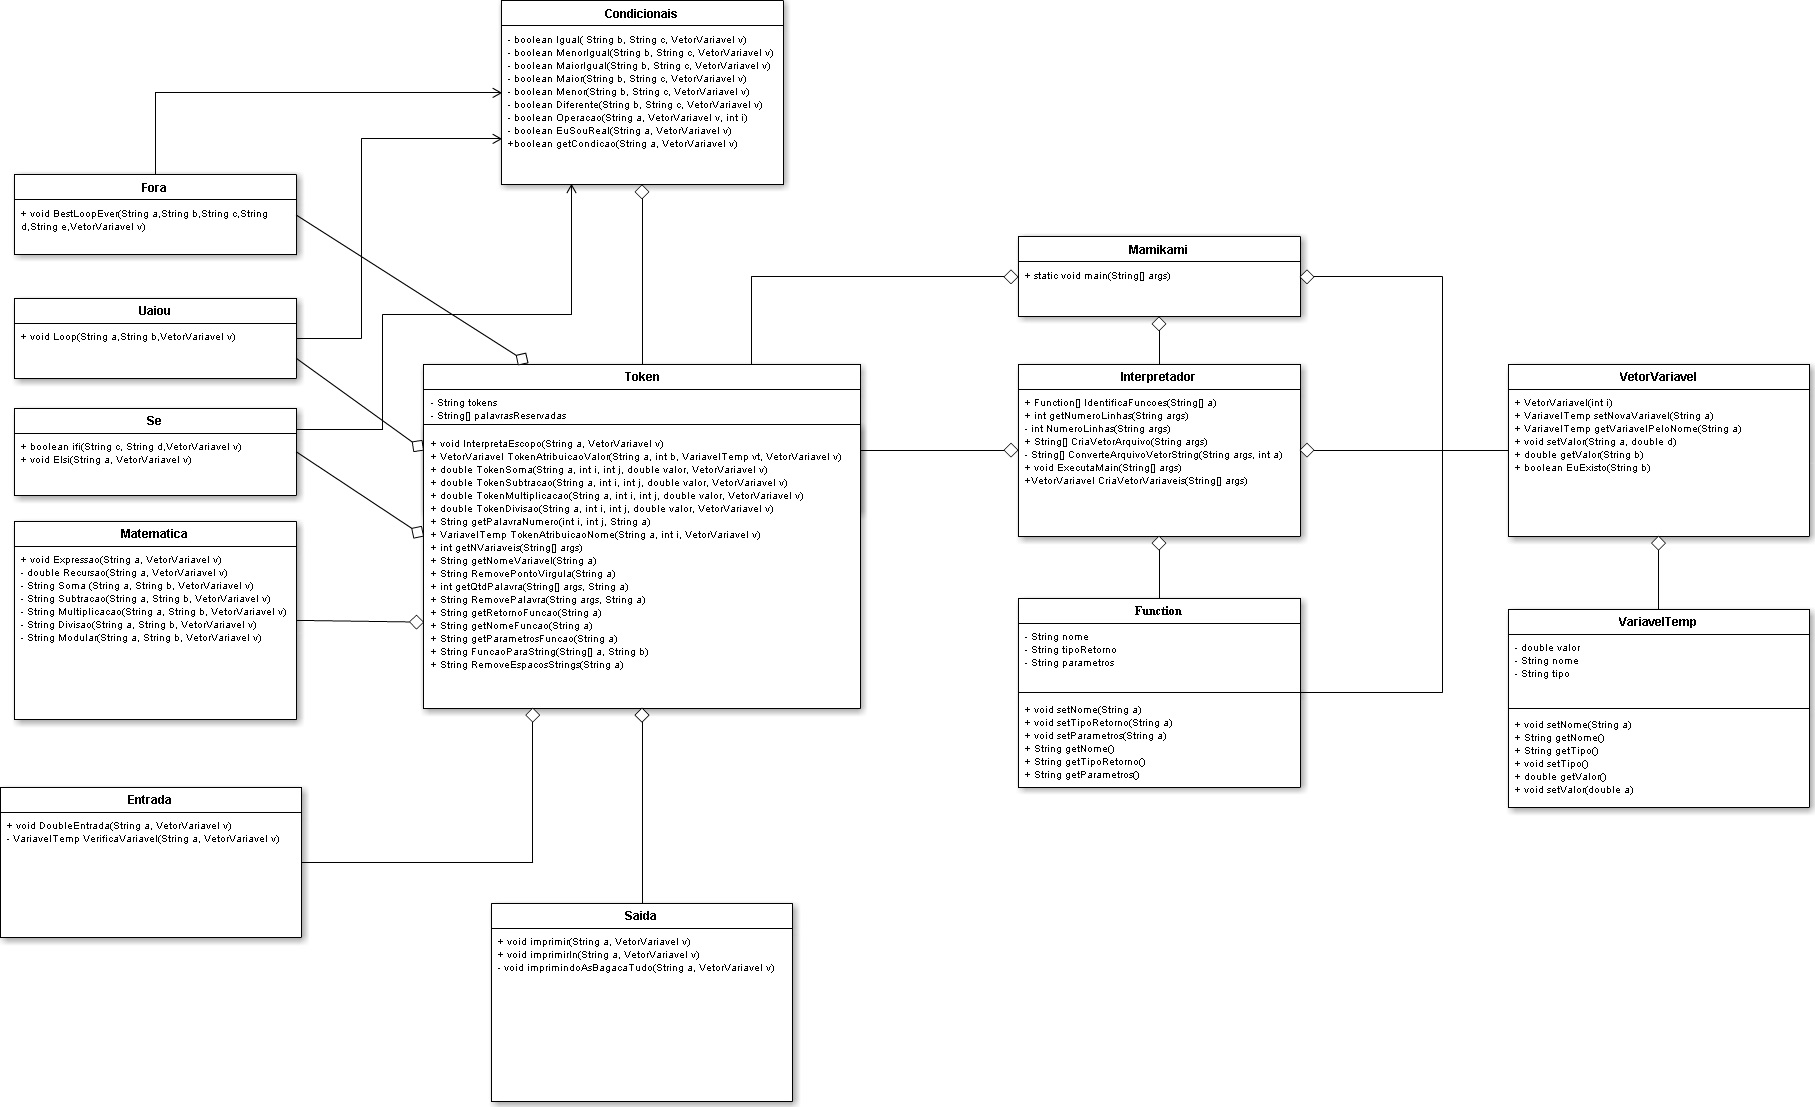 Condicionais
- boolean Igual( String b, String c, VetorVariavel v)
- boolean MenorIgual(String b, String c, VetorVariavel v)
- boolean MaiorIgual(String b, String c, VetorVariavel v)
- boolean Maior(String b, String c, VetorVariavel v)
- boolean Menor(String b, String c, VetorVariavel v)
- boolean Diferente(String b, String c, VetorVariavel v)
- boolean Operacao(String a, VetorVariavel v, int i)
- boolean EuSouReal(String a, VetorVariavel v)
+boolean getCondicao(String a, VetorVariavel v)
Fora
+ void BestLoopEver(String a,String b,String c,String
d,String e,VetorVariavel v)
Uaiou
+ void Loop(String a,String b,VetorVariavel v)
Se
+ boolean ifi(String c, String d,VetorVariavel v)
+ void Elsi(String a, VetorVariavel v)
Matematica
+ void Expressao(String a, VetorVariavel v)
- double Recursao(String a, VetorVariavel v)
- String Soma (String a, String b, VetorVariavel v)
- String Subtracao(String a, String b, VetorVariavel v)
- String Multiplicacao(String a, String b, VetorVariavel v)
- String Divisao(String a, String b, VetorVariavel v)
- String Modular(String a, String b, VetorVariavel v)
Entrada
+ void DoubleEntrada(String a, VetorVariavel v)
- VariavelTemp VerificaVariavel(String a, VetorVariavel v)
Token
- String tokens
- String[] palavrasReservadas
+ void InterpretaEscopo(String a, VetorVariavel v)
+ VetorVariavel TokenAtribuicaoValor(String a, int b, VariavelTemp vt, VetorVariavel v)
+ double TokenSoma(String a, int i, int j, double valor, VetorVariavel v)
+ double TokenSubtracao(String a, int i, int j, double valor, VetorVariavel v)
+ double TokenMultiplicacao(String a, int i, int j, double valor, VetorVariavel v)
+ double TokenDivisao(String a, int i, int j, double valor, VetorVariavel v)
+ String getPalavraNumero(int i, int j, String a)
+ VariavelTemp TokenAtribuicaoNome(String a, int i, VetorVariavel v)
+ int getNVariaveis(String[] args)
+ String getNomeVariavel(String a)
+ String RemovePontoVirgula(String a)
+ int getQtdPalavra(String[] args, String a)
+ String RemovePalavra(String args, String a)
+ String getRetornoFuncao(String a)
+ String getNomeFuncao(String a)
+ String getParametrosFuncao(String a)
+ String FuncaoParaString(String[] a, String b)
+ String RemoveEspacosStrings(String a)
Saida
+ void imprimir(String a, VetorVariavel v)
+ void imprimirln(String a, VetorVariavel v)
- void imprimindoAsBagacaTudo(String a, VetorVariavel v)
Mamikami
+ static void main(String[] args)
Interpretador
+ Function[] IdentificaFuncoes(String[] a)
+ int getNumeroLinhas(String args)
- int NumeroLinhas(String args)
+ String[] CriaVetorArquivo(String args)
- String[] ConverteArquivoVetorString(String args, int a)
+ void ExecutaMain(String[] args)
+VetorVariavel CriaVetorVariaveis(String[] args)
Function
- String nome
- String tipoRetorno
- String parametros
+ void setNome(String a)
+ void setTipoRetorno(String a)
+ void setParametros(String a)
+ String getNome()
+ String getTipoRetorno()
+ String getParametros()
VetorVariavel
+ VetorVariavel(int i)
+ VariavelTemp setNovaVariavel(String a)
+ VariavelTemp getVariavelPeloNome(String a)
+ void setValor(String a, double d)
+ double getValor(String b)
+ boolean EuExisto(String b)
VariavelTemp
- double valor
- String nome
- String tipo
+ void setNome(String a)
+ String getNome()
+ String getTipo()
+ void setTipo()
+ double getValor()
+ void setValor(double a)